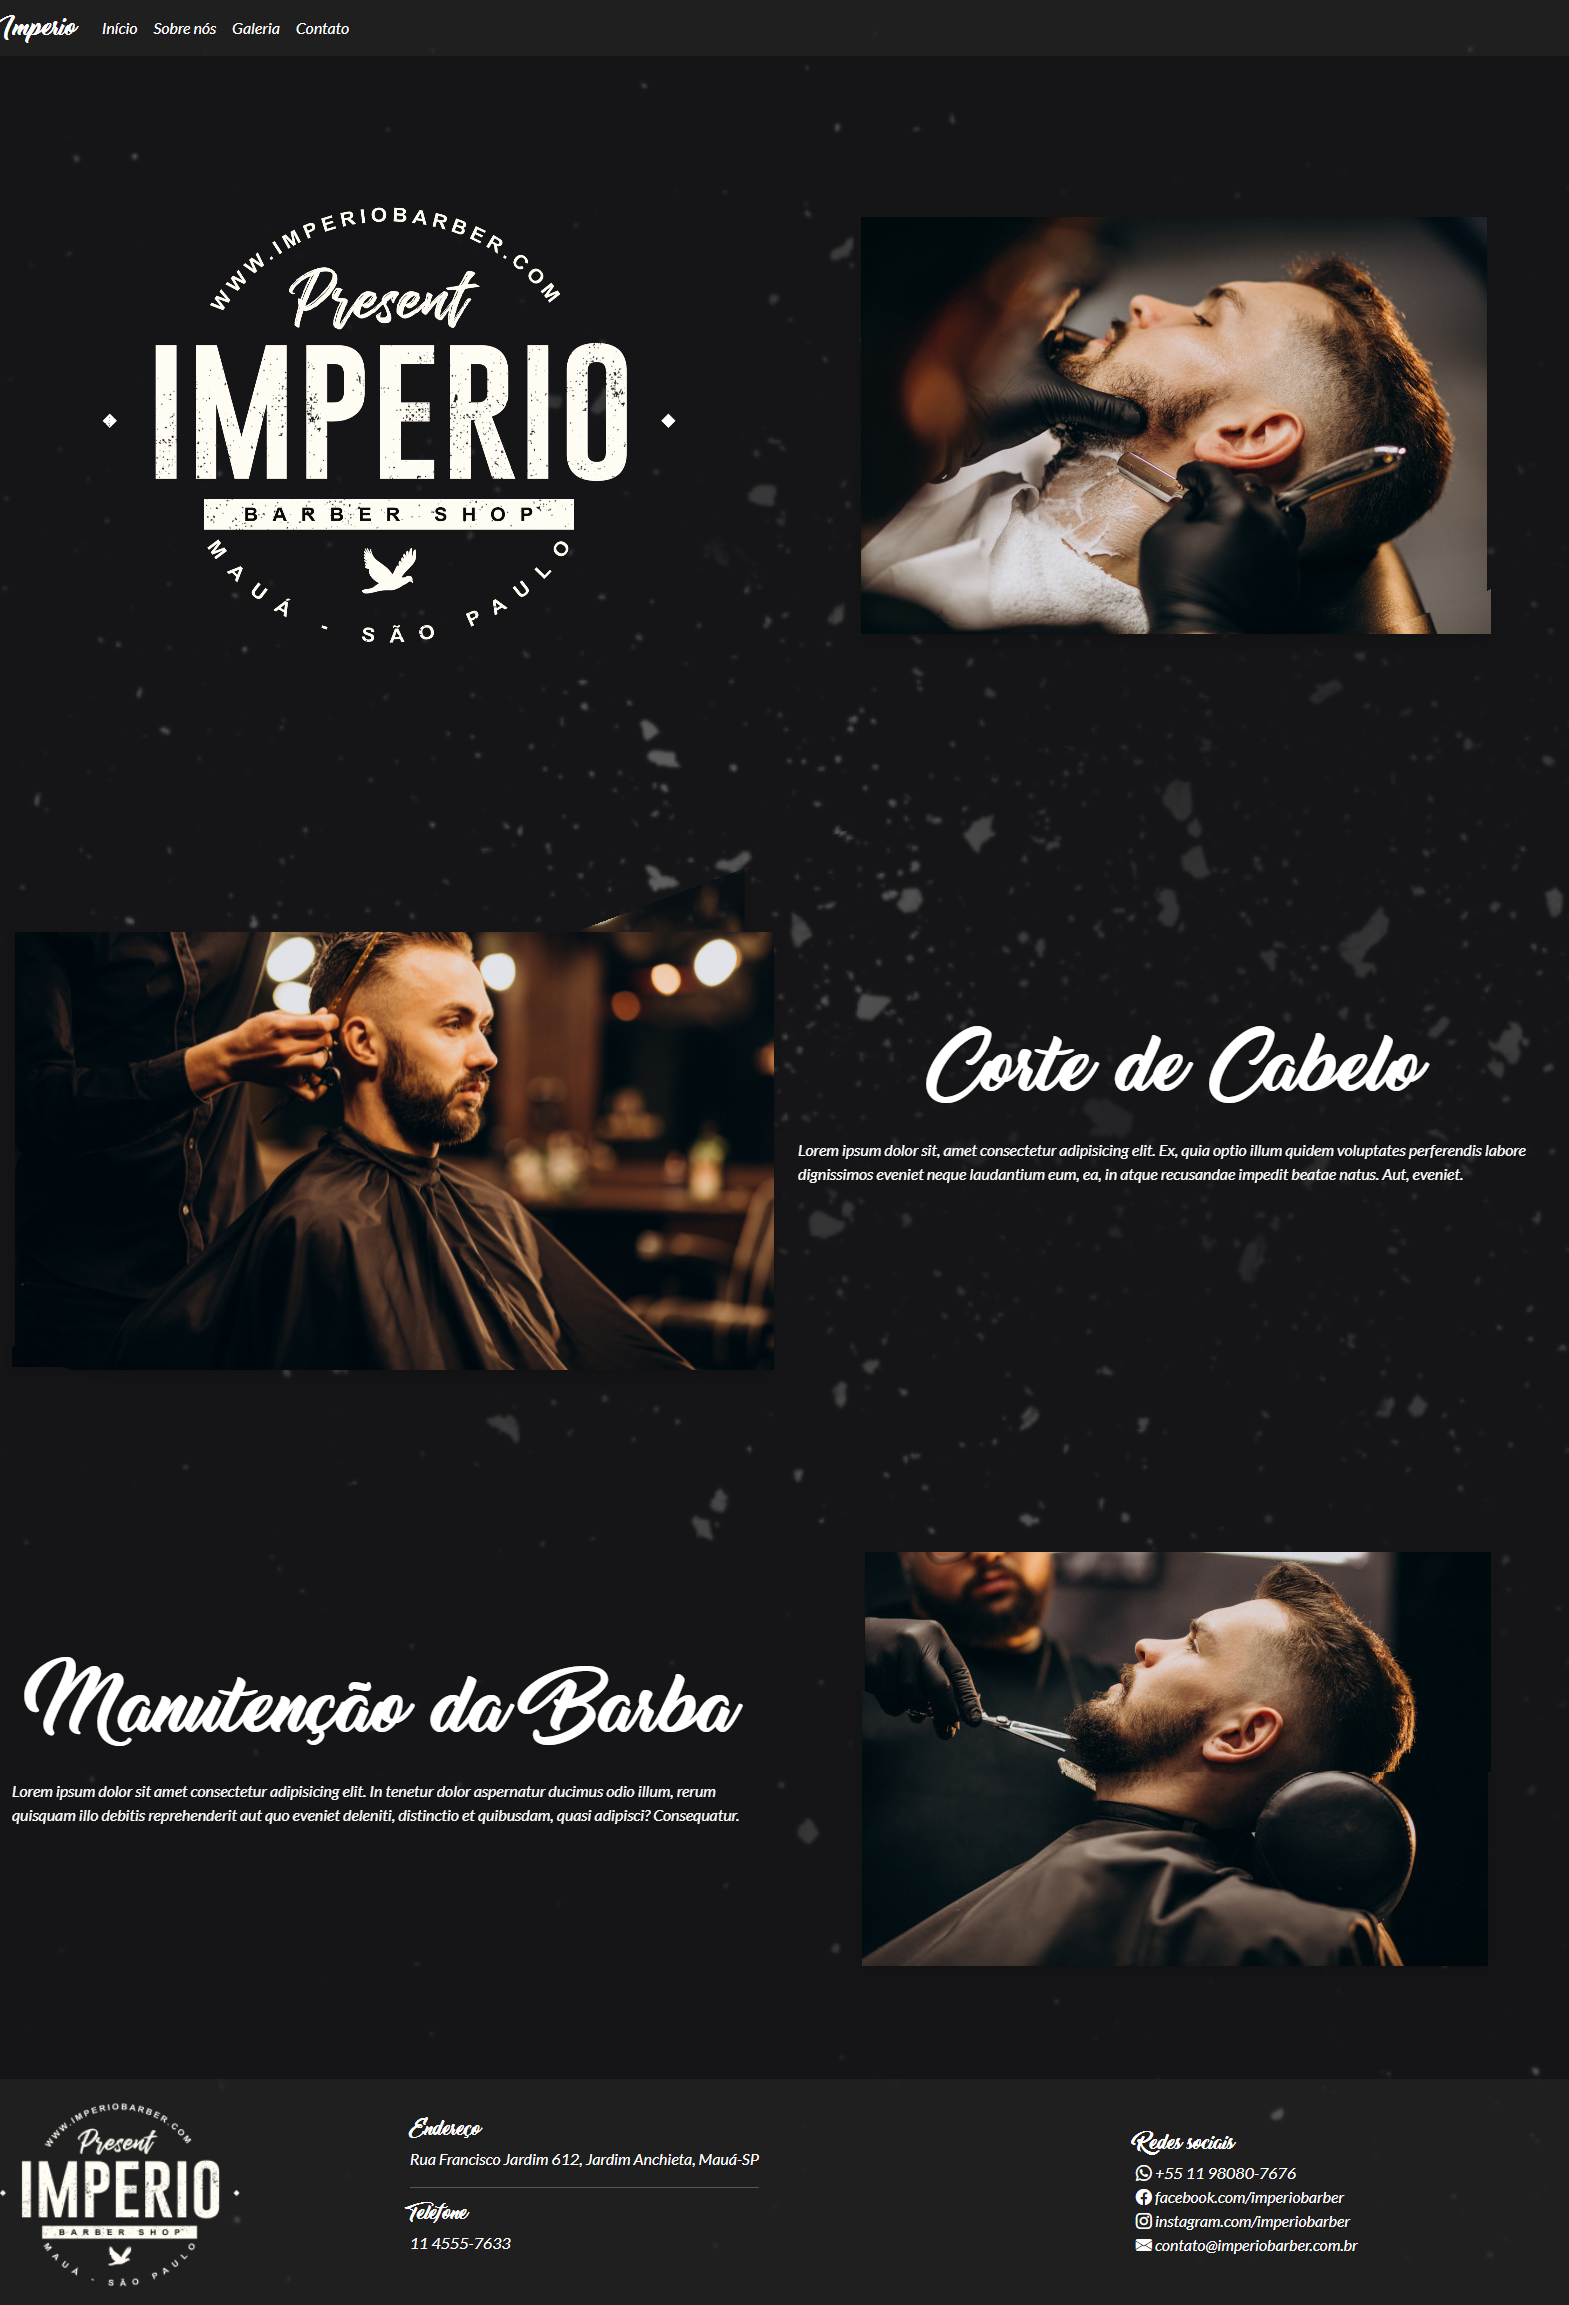 Imperio Início Sobre nós Galeria Contato
WWW.IMPERIOBARBER.COM
Present
IMPERIO
BARBER SHOP
MAUÁ - SÃO PAULO
Corte de Cabelo
Lorem ipsum dolor sit, amet consectetur adipisicing elit. Ex, quia optio illum quidem voluptates perferendis labore
dignissimos eveniet neque laudantium eum, ea, in atque recusandae impedit beatae natus. Aut, eveniet.
Manutenção da Barba
Lorem ipsum dolor sit amet consectetur adipisicing elit. In tenetur dolor aspernatur ducimus odio illum, rerum
quisquam illo debitis reprehenderit aut quo eveniet deleniti, distinctio et quibusdam, quasi adipisci? Consequatur.
WWW.IMPERIOBARBER.COM
Present
IMPERIO
BARBER SHOP
MAUÁ - SÃO PAULO
Endereço
Rua Francisco Jardim 612, Jardim Anchieta, Mauá-SP
Telefone
11 4555-7633
Redes sociais
+55 11 98080-7676
facebook.com/imperiobarber
instagram.com/imperiobarber
contato@imperiobarber.com.br